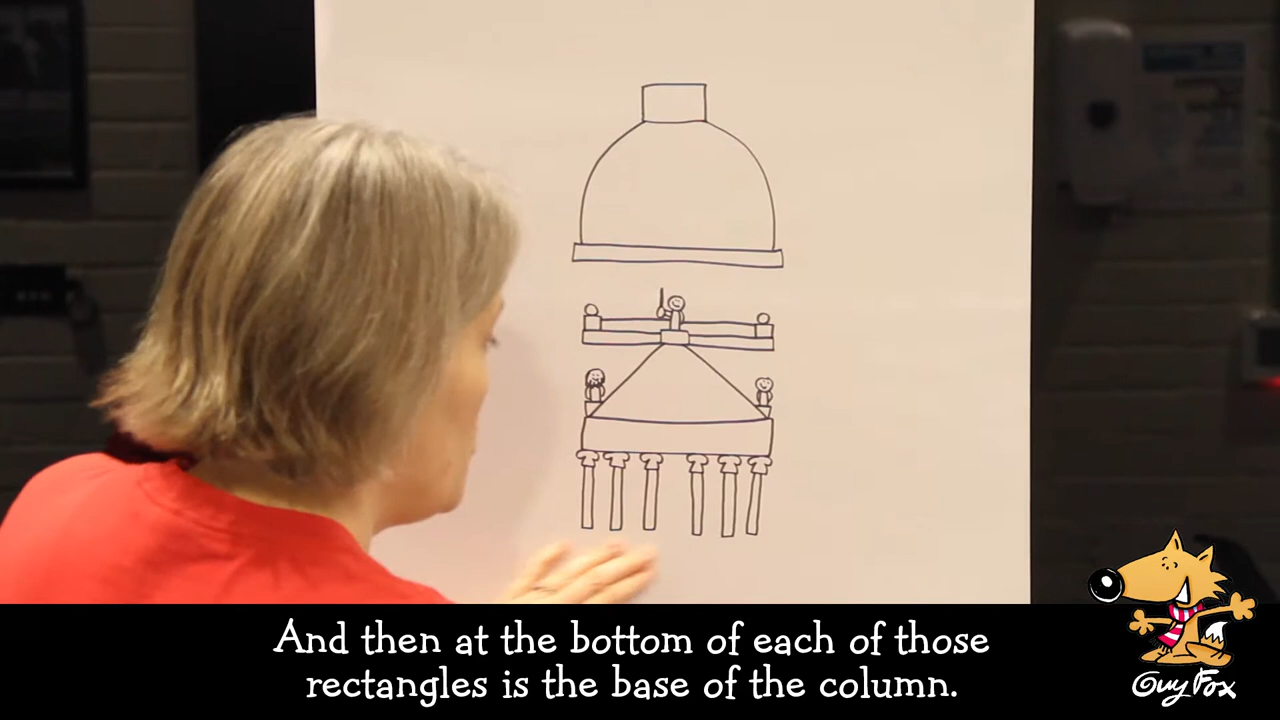 And then at the bottom of each of those
rectangles is the base of the column.
Guy Fox